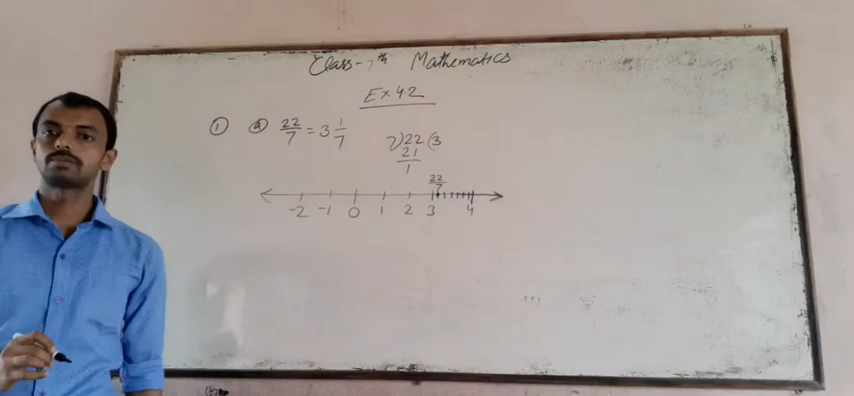 Class-7th Mathematics
Ex 4.2
① ⓐ 22/7 = 3 1/7
7)22(3
21
1
22/7
-2 -1 0 1 2 3 4